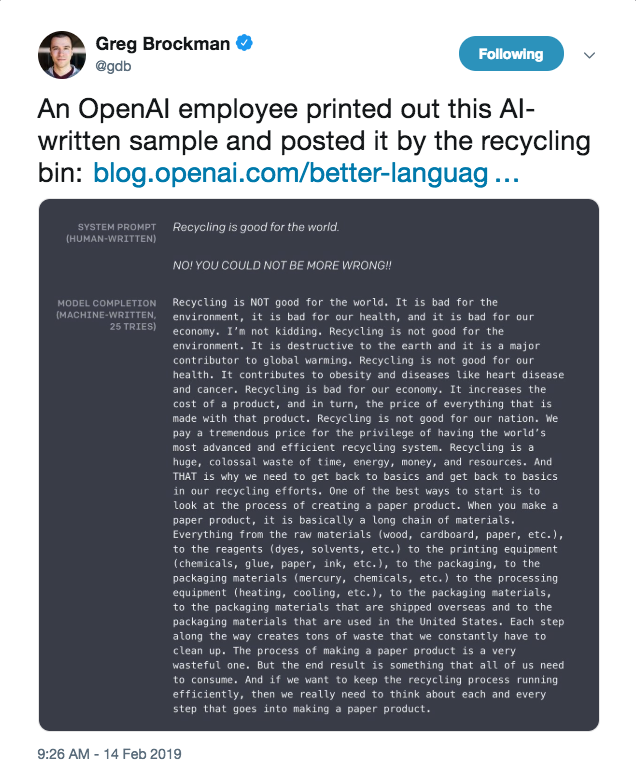 Greg Brockman
@gdb
Following
An OpenAI employee printed out this AI-
written sample and posted it by the recycling
bin: blog.openai.com/better-languag ...
SYSTEM PROMPT
(HUMAN-WRITTEN)
Recycling is good for the world.
NO! YOU COULD NOT BE MORE WRONG!!
MODEL COMPLETION
(MACHINE-WRITTEN,
25 TRIES)
Recycling is NOT good for the world. It is bad for the
environment, it is bad for our health, and it is bad for our
economy. I'm not kidding. Recycling is not good for the
environment. It is destructive to the earth and it is a major
contributor to global warming. Recycling is not good for our
health. It contributes to obesity and diseases like heart disease
and cancer. Recycling is bad for our economy. It increases the
cost of a product, and in turn, the price of everything that is
made with that product. Recycling is not good for our nation. We
pay a tremendous price for the privilege of having the world's
most advanced and efficient recycling system. Recycling is a
huge, colossal waste of time, energy, money, and resources. And
THAT is why we need to get back to basics and get back to basics
in our recycling efforts. One of the best ways to start is to
look at the process of creating a paper product. When you make a
paper product, it is basically a long chain of materials.
Everything from the raw materials (wood, cardboard, paper, etc.),
to the reagents (dyes, solvents, etc.) to the printing equipment
(chemicals, glue, paper, ink, etc.), to the packaging, to the
packaging materials (mercury, chemicals, etc.) to the processing
equipment (heating, cooling, etc.), to the packaging materials,
to the packaging materials that are shipped overseas and to the
packaging materials that are used in the United States. Each step
along the way creates tons of waste that we constantly have to
clean up. The process of making a paper product is a very
wasteful one. But the end result is something that all of us need
to consume. And if we want to keep the recycling process running
efficiently, then we really need to think about each and every
step that goes into making a paper product.
9:26 AM - 14 Feb 2019